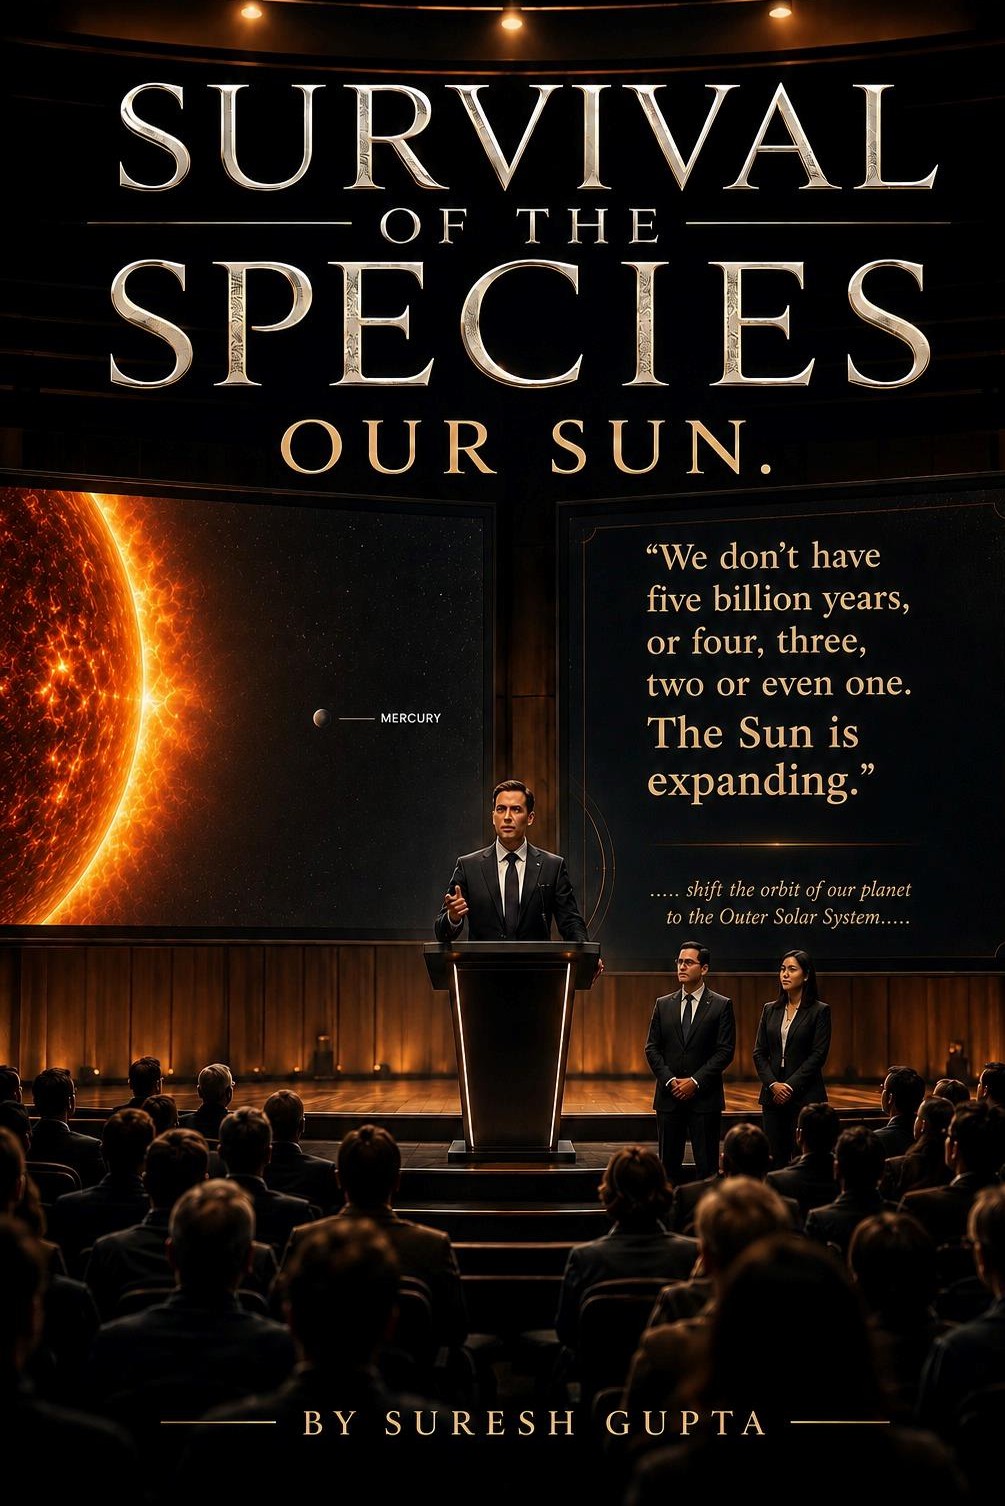 SURVIVAL
OF THE
SPECIES
OUR SUN.
MERCURY
“We don’t have
five billion years,
or four, three,
two or even one.
The Sun is
expanding.”
..... shift the orbit of our planet
to the Outer Solar System.....
BY SURESH GUPTA